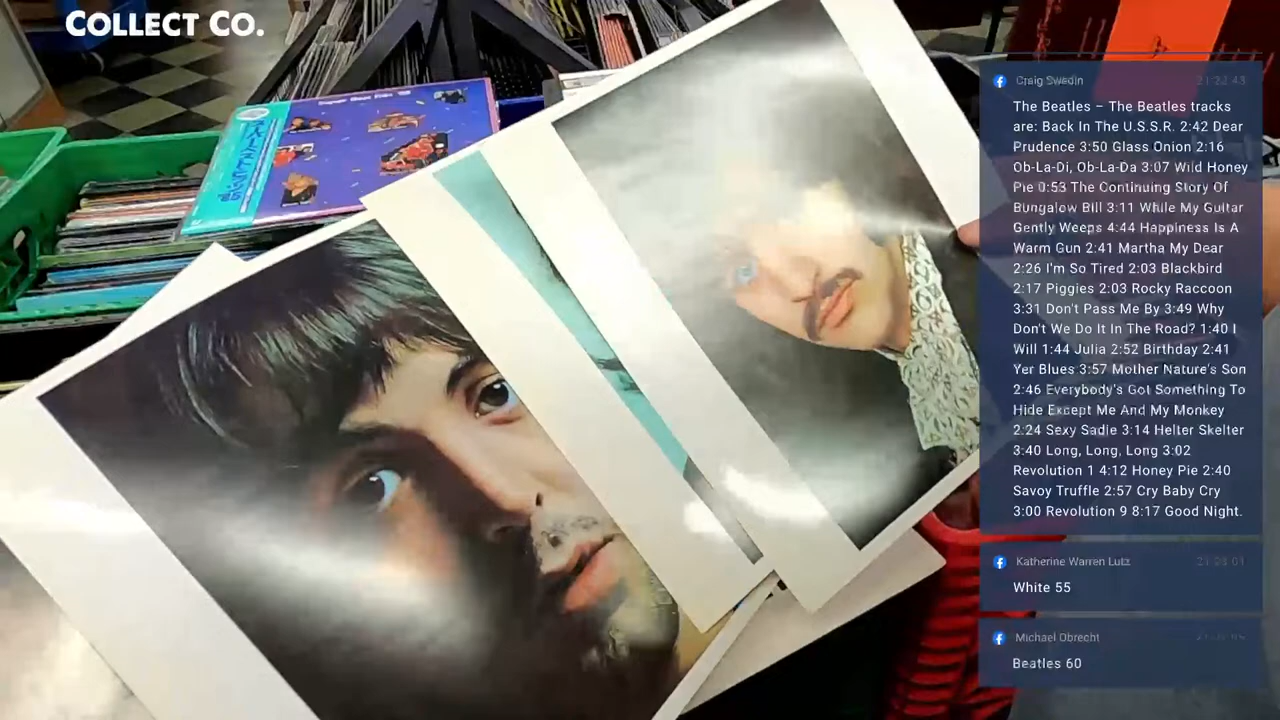 COLLECT CO.
Craig Swedin
21:22:43
The Beatles – The Beatles tracks
are: Back In The U.S.S.R. 2:42 Dear
Prudence 3:50 Glass Onion 2:16
Ob-La-Di, Ob-La-Da 3:07 Wild Honey
Pie 0:53 The Continuing Story Of
Bungalow Bill 3:11 While My Guitar
Gently Weeps 4:44 Happiness Is A
Warm Gun 2:41 Martha My Dear
2:26 I'm So Tired 2:03 Blackbird
2:17 Piggies 2:03 Rocky Raccoon
3:31 Don't Pass Me By 3:49 Why
Don't We Do It In The Road? 1:40 I
Will 1:44 Julia 2:52 Birthday 2:41
Yer Blues 3:57 Mother Nature's Son
2:46 Everybody's Got Something To
Hide Except Me And My Monkey
2:24 Sexy Sadie 3:14 Helter Skelter
3:40 Long, Long, Long 3:02
Revolution 1 4:12 Honey Pie 2:40
Savoy Truffle 2:57 Cry Baby Cry
3:00 Revolution 9 8:17 Good Night.
Katherine Warren Lutz
White 55
Michael Obrecht
Beatles 60